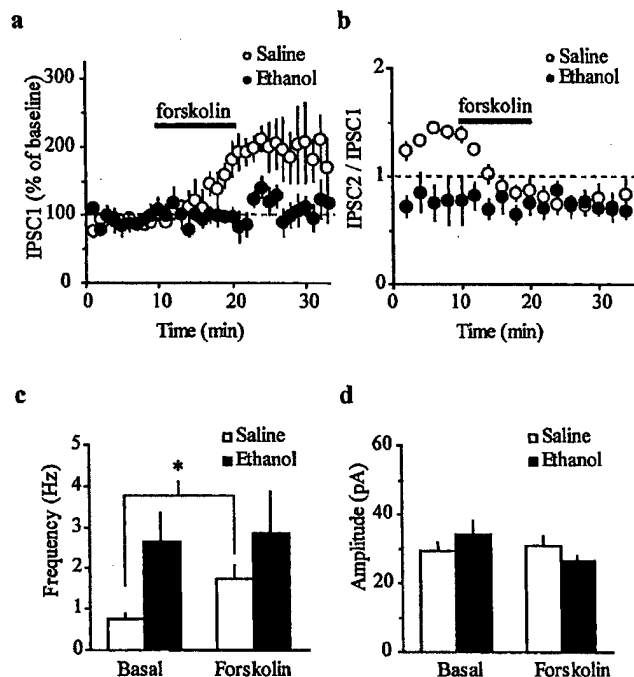 a
Saline
Ethanol
forskolin
IPSC1 (% of baseline)
300
200
100
0
0
10
20
30
Time (min)
b
Saline
Ethanol
forskolin
IPSC2 / IPSC1
2
1
0
0
10
20
30
Time (min)
c
Saline
Ethanol
*
Frequency (Hz)
5
4
3
2
1
0
Basal
Forskolin
d
Saline
Ethanol
Amplitude (pA)
60
40
20
0
Basal
Forskolin